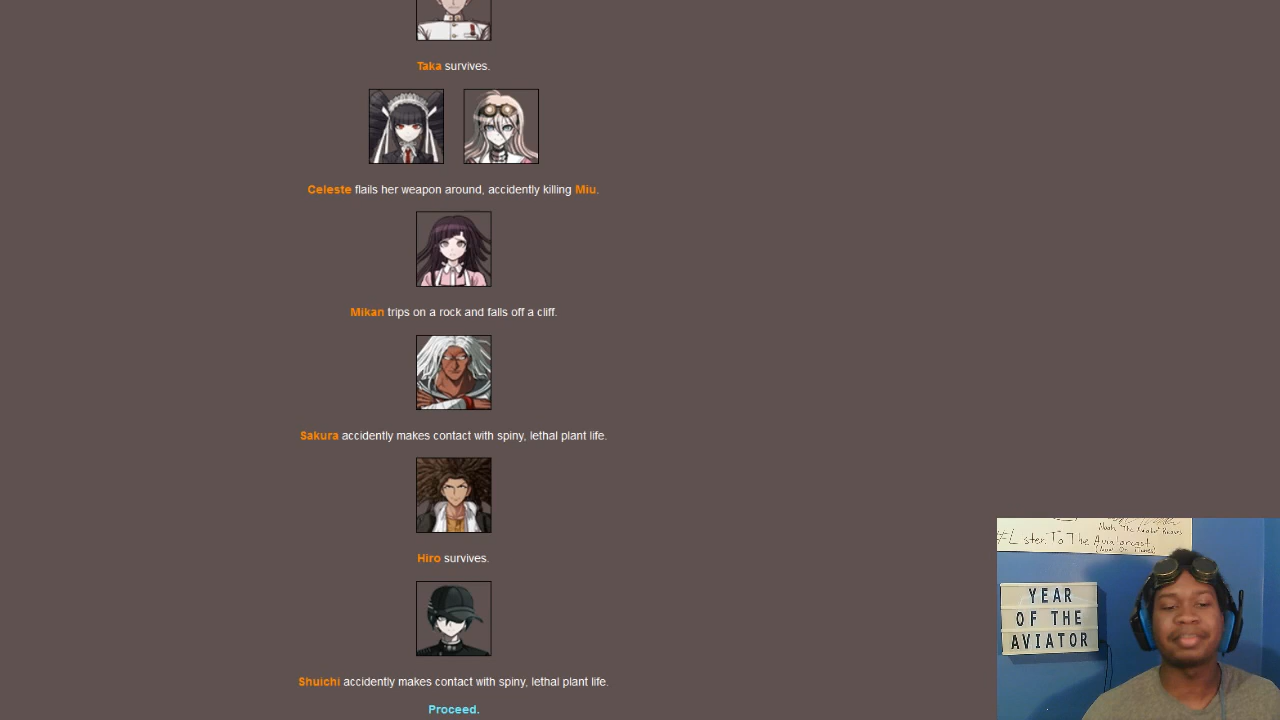 Taka survives.
Celeste flails her weapon around, accidently killing Miu.
Mikan trips on a rock and falls off a cliff.
Sakura accidently makes contact with spiny, lethal plant life.
Hiro survives.
Shuichi accidently makes contact with spiny, lethal plant life.
Proceed.
YEAR
OF THE
AVIATOR